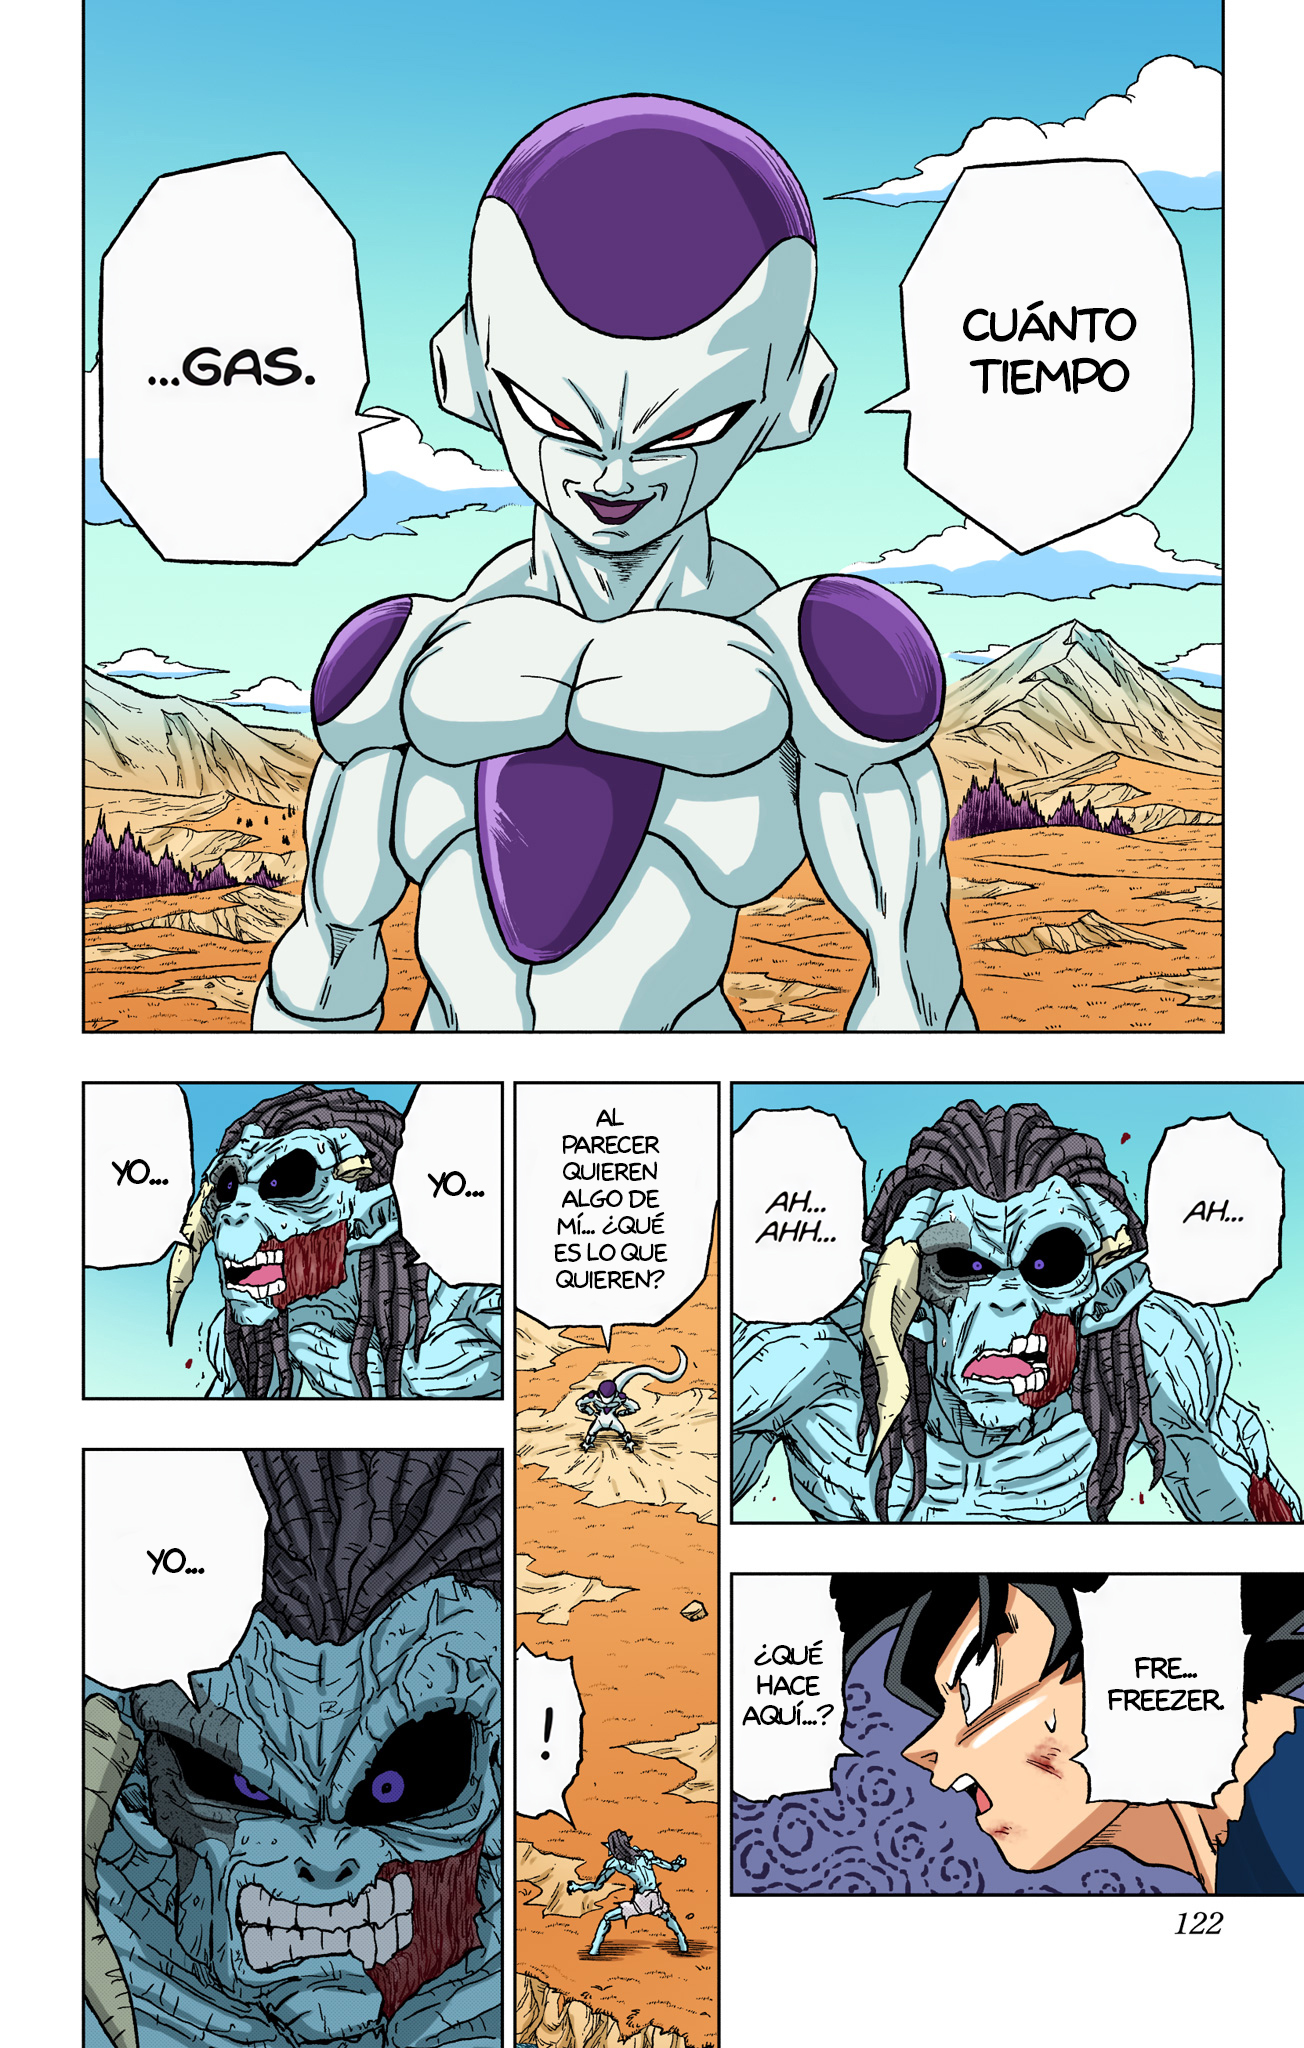 CUÁNTO
TIEMPO
...GAS.
AH...
AH...
AHH...
FRE...
FREEZER.
¿QUÉ
HACE
AQUÍ...?
AL
PARECER
QUIEREN
ALGO DE
MÍ... ¿QUÉ
ES LO QUE
QUIEREN?
!
YO...
YO...
YO...
122